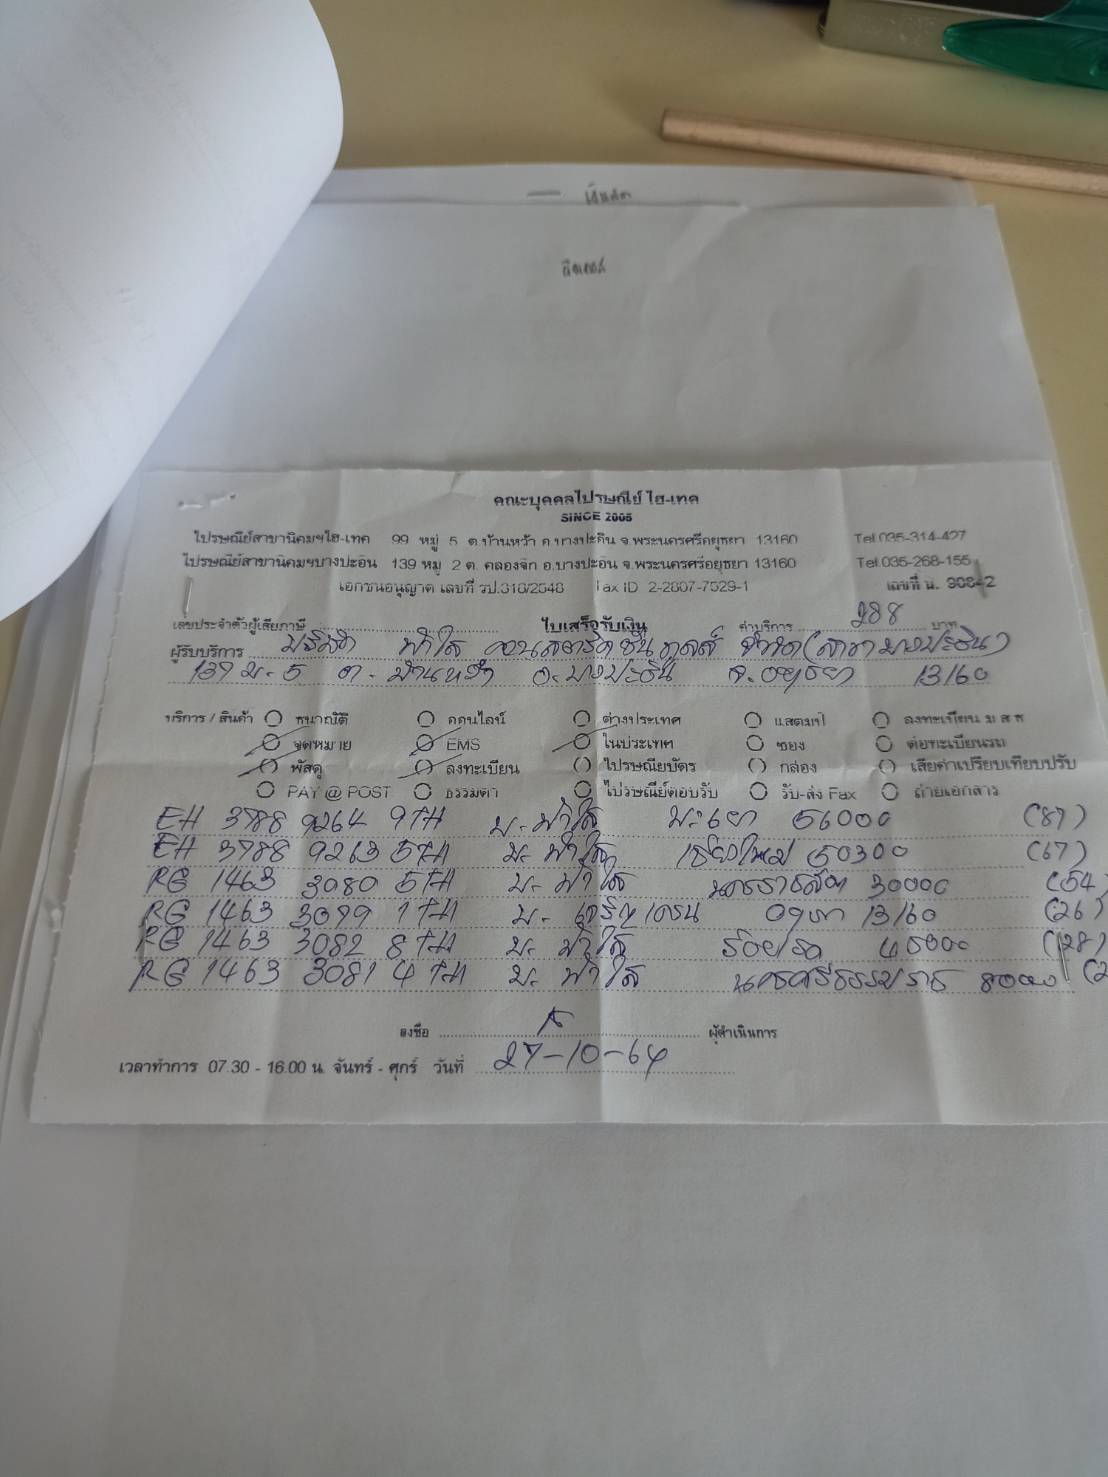 คณะบุคคลไปรษณีย์ ไฮ-เทค
SINCE 2005
ไปรษณีย์สาขานิคมฯไฮ-เทค 99 หมู่ 5 ต.บ้านหว้า อ.บางปะอิน จ.พระนครศรีอยุธยา 13160 Tel.035-314-427
ไปรษณีย์สาขานิคมฯบางปะอิน 139 หมู่ 2 ต. คลองจิก อ.บางปะอิน จ.พระนครศรีอยุธยา 13160 Tel.035-268-155
เอกชนอนุญาต เลขที่ วป.318/2548 Tax ID 2-2807-7529-1 เลขที่ น. 308-2
เลขประจำตัวผู้เสียภาษี ใบเสร็จรับเงิน ค่าบริการ 288 บาท
ผู้รับบริการ บริษัท ฟ้าใส คอนสตรัคชั่น ทูลส์ จำกัด (สาขาบางปะอิน)
139 ม. 5 ต. บ้านหว้า อ. บางปะอิน จ. อยุธยา 13160
บริการ / สินค้า ธนาณัติ ออนไลน์ ต่างประเทศ แสตมป์ ลงทะเบียน ม ส ธ
จดหมาย EMS ในประเทศ ซอง ต่อทะเบียนรถ
พัสดุ ลงทะเบียน ไปรษณียบัตร กล่อง เสียค่าเปรียบเทียบปรับ
PAY @ POST ธรรมดา ไปรษณีย์ตอบรับ รับ-ส่ง Fax ถ่ายเอกสาร
EH 3788 9264 9TH บ. ฟ้าใส พะเยา 56000
EH 3788 9263 5TH บ. ฟ้าใส เชียงใหม่ 50300 (67)
RG 1463 3080 5TH บ. ฟ้าใส นครราชสีมา 30000 (54
RG 1463 3079 1TH บ. เจริญเครน อยุธยา 13160 (26)
RG 1463 3082 8TH บ. ฟ้าใส ร้อยเอ็ด 45000 (28)
RG 1463 3081 4TH บ. ฟ้าใส นครศรีธรรมราช 80000 (2
ลงชื่อ ผู้ดำเนินการ
เวลาทำการ 07.30 - 16.00 น. จันทร์ - ศุกร์ วันที่ 27-10-64